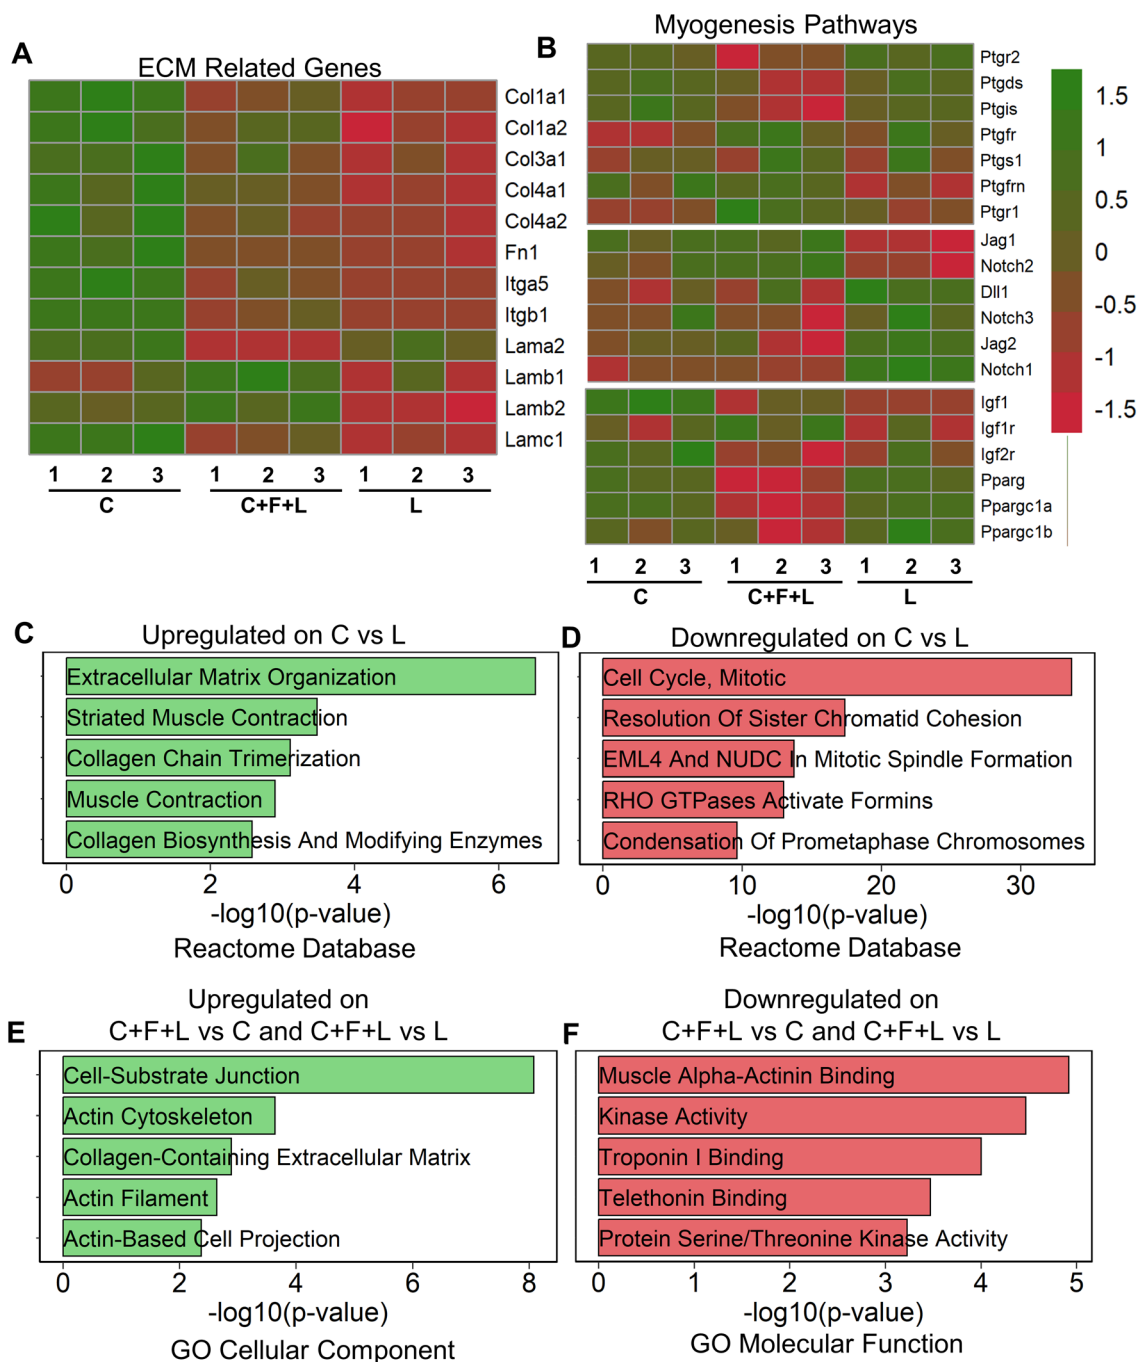 A
ECM Related Genes
Col1a1
Col1a2
Col3a1
Col4a1
Col4a2
Fn1
Itga5
Itgb1
Lama2
Lamb1
Lamb2
Lamc1
1 2 3 1 2 3 1 2 3
C C+F+L L
B
Myogenesis Pathways
Ptgr2
Ptgds
Ptgis
Ptgfr
Ptgs1
Ptgfrn
Ptgr1
Jag1
Notch2
Dll1
Notch3
Jag2
Notch1
Igf1
Igf1r
Igf2r
Pparg
Ppargc1a
Ppargc1b
1 2 3 1 2 3 1 2 3
C C+F+L L
1.5
1
0.5
0
-0.5
-1
-1.5
C
Upregulated on C vs L
Extracellular Matrix Organization
Striated Muscle Contraction
Collagen Chain Trimerization
Muscle Contraction
Collagen Biosynthesis And Modifying Enzymes
0 2 4 6
-log10(p-value)
Reactome Database
D
Downregulated on C vs L
Cell Cycle, Mitotic
Resolution Of Sister Chromatid Cohesion
EML4 And NUDC In Mitotic Spindle Formation
RHO GTPases Activate Formins
Condensation Of Prometaphase Chromosomes
0 10 20 30
-log10(p-value)
Reactome Database
E
Upregulated on
C+F+L vs C and C+F+L vs L
Cell-Substrate Junction
Actin Cytoskeleton
Collagen-Containing Extracellular Matrix
Actin Filament
Actin-Based Cell Projection
0 2 4 6 8
-log10(p-value)
GO Cellular Component
F
Downregulated on
C+F+L vs C and C+F+L vs L
Muscle Alpha-Actinin Binding
Kinase Activity
Troponin I Binding
Telethonin Binding
Protein Serine/Threonine Kinase Activity
0 1 2 3 4 5
-log10(p-value)
GO Molecular Function